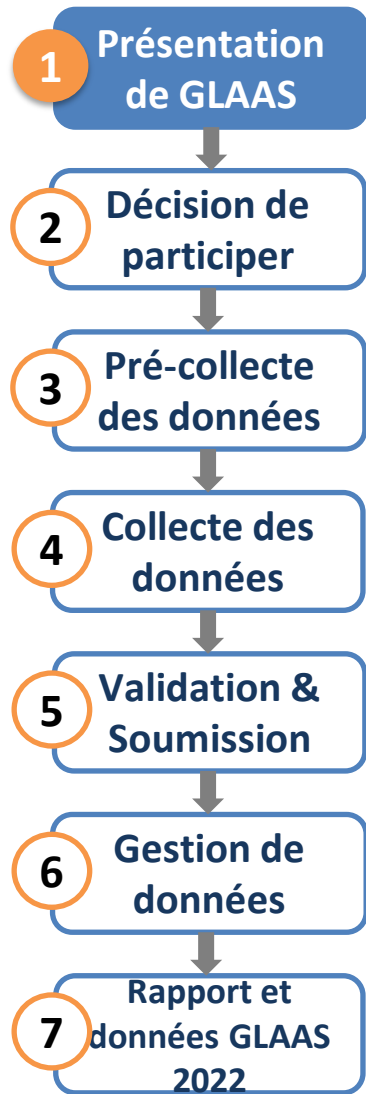 1
Présentation
de GLAAS
2
Décision de
participer
3
Pré-collecte
des données
4
Collecte des
données
5
Validation &
Soumission
6
Gestion de
données
7
Rapport et
données GLAAS
2022